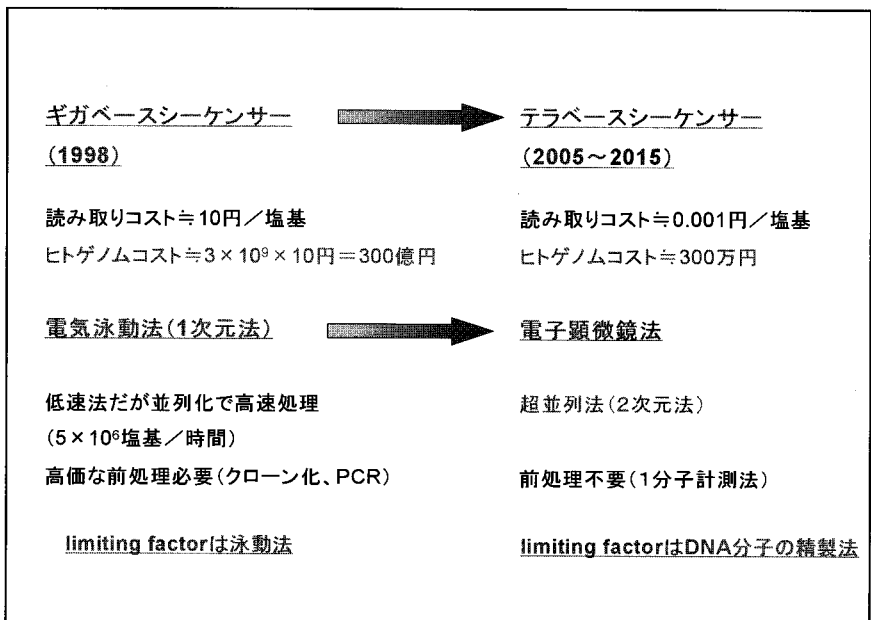 ギガベースシーケンサー
(1998)
読み取りコスト≒10円／塩基
ヒトゲノムコスト≒3×10⁹×10円＝300億円
電気泳動法(1次元法)
低速法だが並列化で高速処理
(5×10⁶塩基／時間)
高価な前処理必要(クローン化、PCR)
limiting factorは泳動法
テラベースシーケンサー
(2005～2015)
読み取りコスト≒0.001円／塩基
ヒトゲノムコスト≒300万円
電子顕微鏡法
超並列法(2次元法)
前処理不要(1分子計測法)
limiting factorはDNA分子の精製法